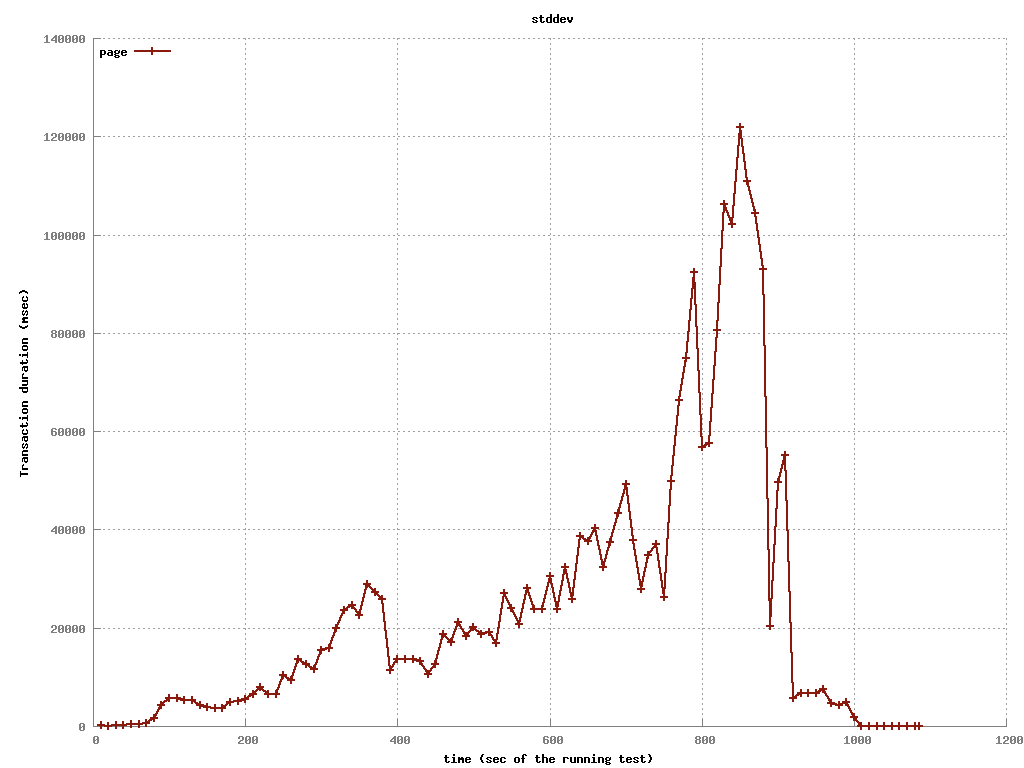 stddev
140000
page
120000
100000
80000
60000
40000
20000
0
Transaction duration (msec)
0 200 400 600 800 1000 1200
time (sec of the running test)